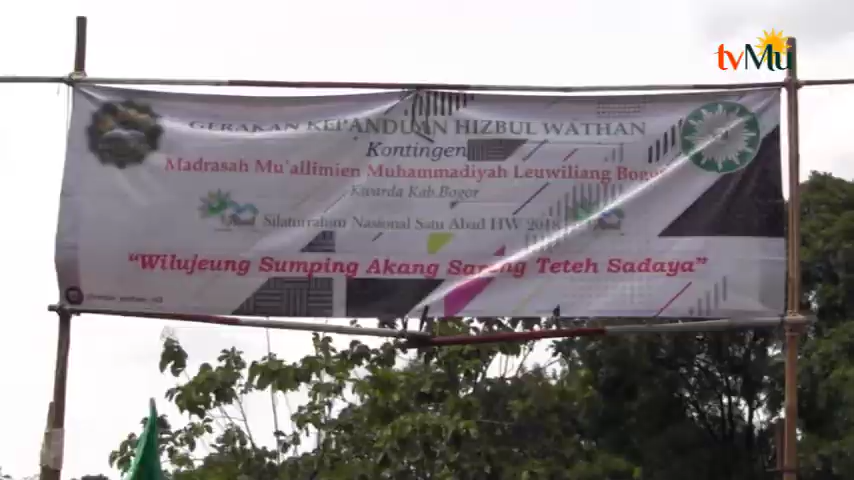 tvMu
GERAKAN KEPANDUAN HIZBUL WATHAN
Kontingen
Madrasah Mu'allimien Muhammadiyah Leuwiliang Bogor
Kwarda Kab.Bogor
Silaturrahim Nasional Satu Abad HW 2018
"Wilujeung Sumping Akang Sareng Teteh Sadaya"